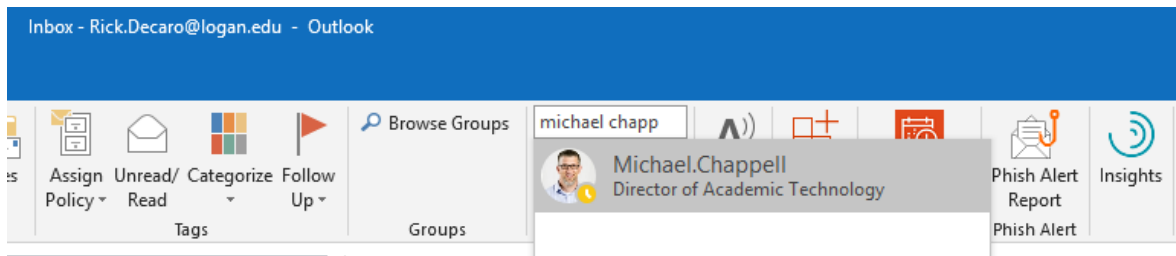 Inbox - Rick.Decaro@logan.edu - Outlook
Browse Groups
michael chapp
Michael.Chappell
Director of Academic Technology
es
Assign Policy
Unread/ Read
Categorize
Follow Up
Phish Alert Report
Insights
Tags
Groups
Phish Alert